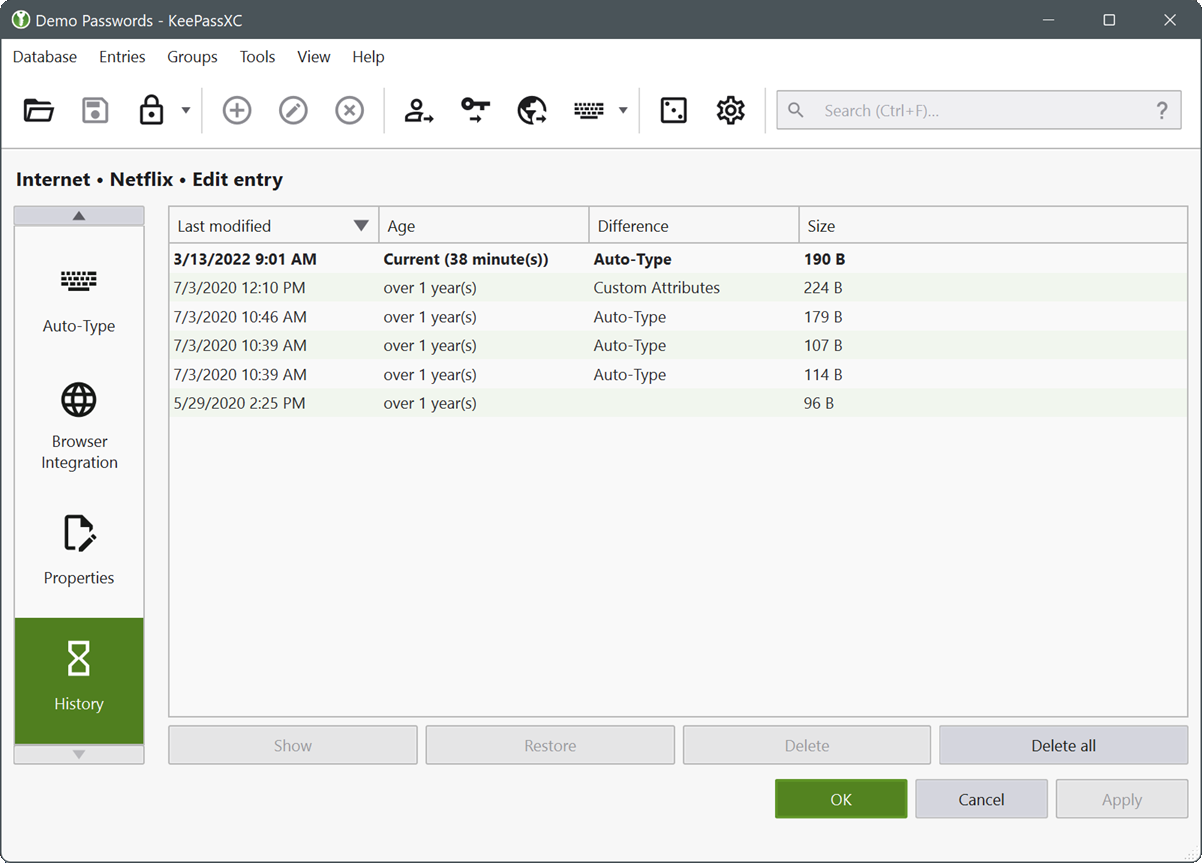 Demo Passwords - KeePassXC
Database Entries Groups Tools View Help
Search (Ctrl+F)... ?
Internet • Netflix • Edit entry
Last modified Age Difference Size
3/13/2022 9:01 AM Current (38 minute(s)) Auto-Type 190 B
7/3/2020 12:10 PM over 1 year(s) Custom Attributes 224 B
7/3/2020 10:46 AM over 1 year(s) Auto-Type 179 B
7/3/2020 10:39 AM over 1 year(s) Auto-Type 107 B
7/3/2020 10:39 AM over 1 year(s) Auto-Type 114 B
5/29/2020 2:25 PM over 1 year(s) 96 B
Auto-Type
Browser
Integration
Properties
History
Show Restore Delete Delete all
OK Cancel Apply